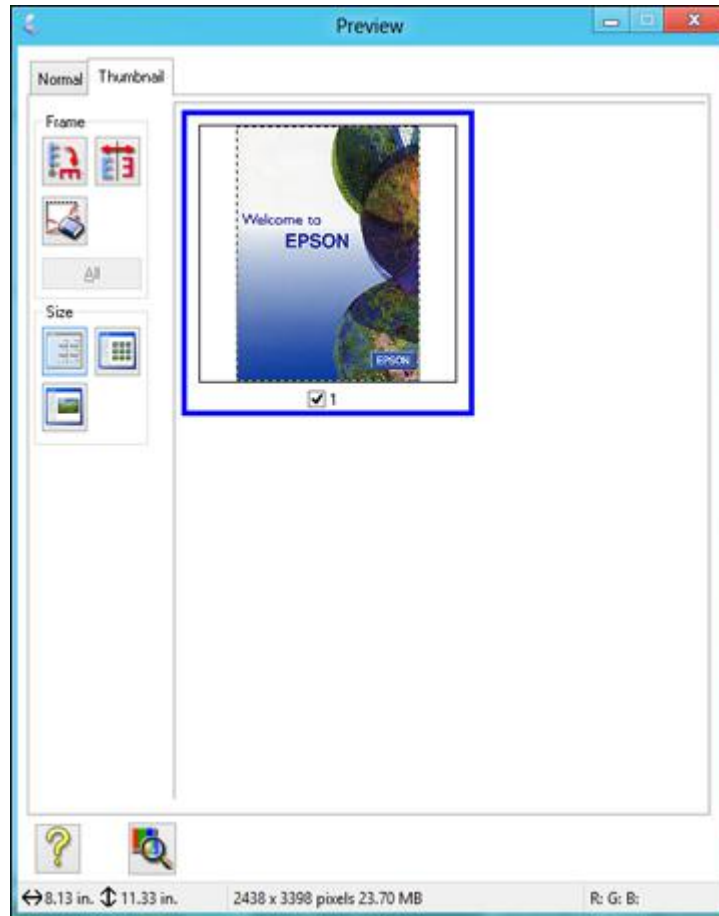 Preview
Normal
Thumbnail
Frame
All
Size
Welcome to
EPSON
EPSON
1
8.13 in.
11.33 in.
2438 x 3398 pixels 23.70 MB
R: G: B: